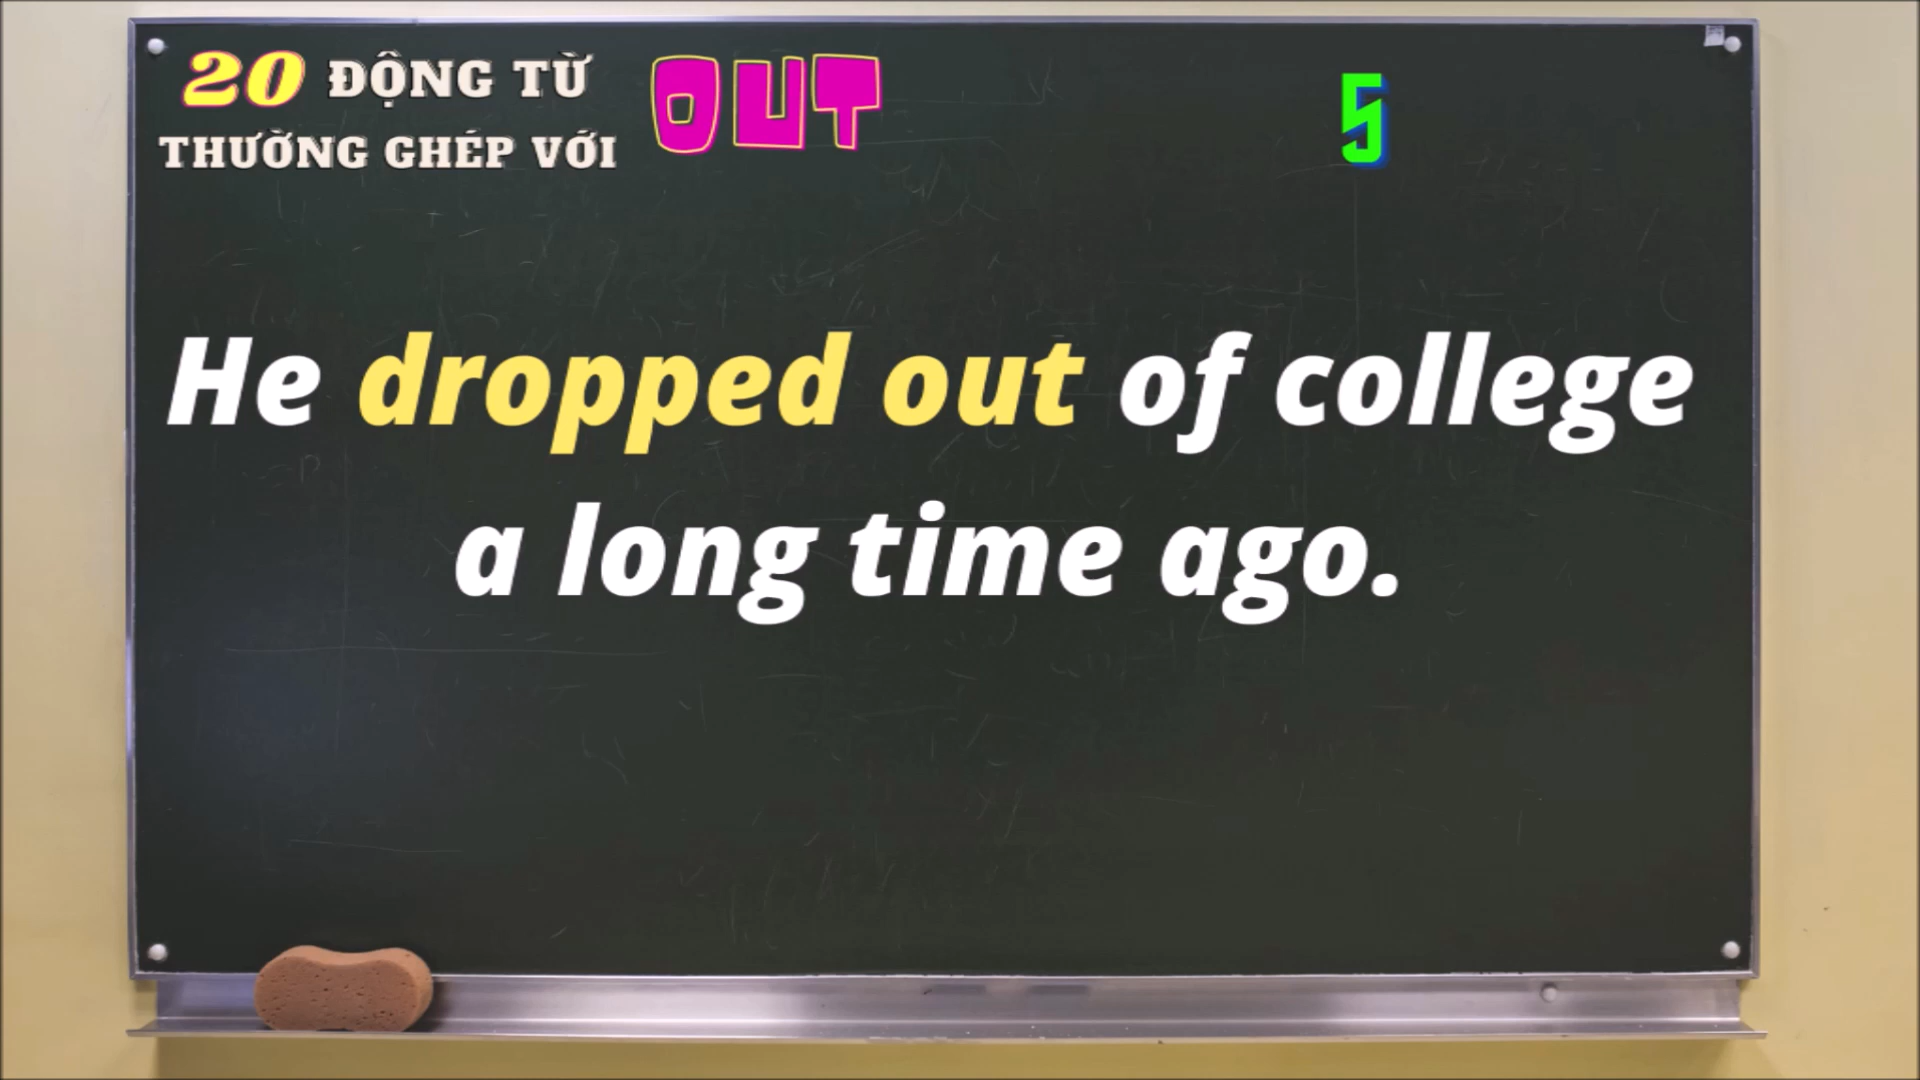 20 ĐỘNG TỪ
THƯỜNG GHÉP VỚI
OUT
5
He dropped out of college
a long time ago.